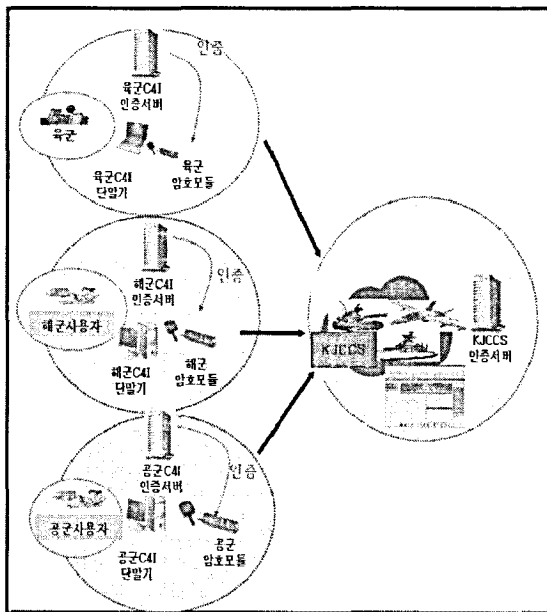 인증
육군C4I
인증서버
육군
육군C4I
단말기
육군
암호모듈
해군C4I
인증서버
인증
해군사용자
해군C4I
단말기
해군
암호모듈
공군C4I
인증서버
인증
공군사용자
공군C4I
단말기
공군
암호모듈
KJCCS
KJCCS
인증서버